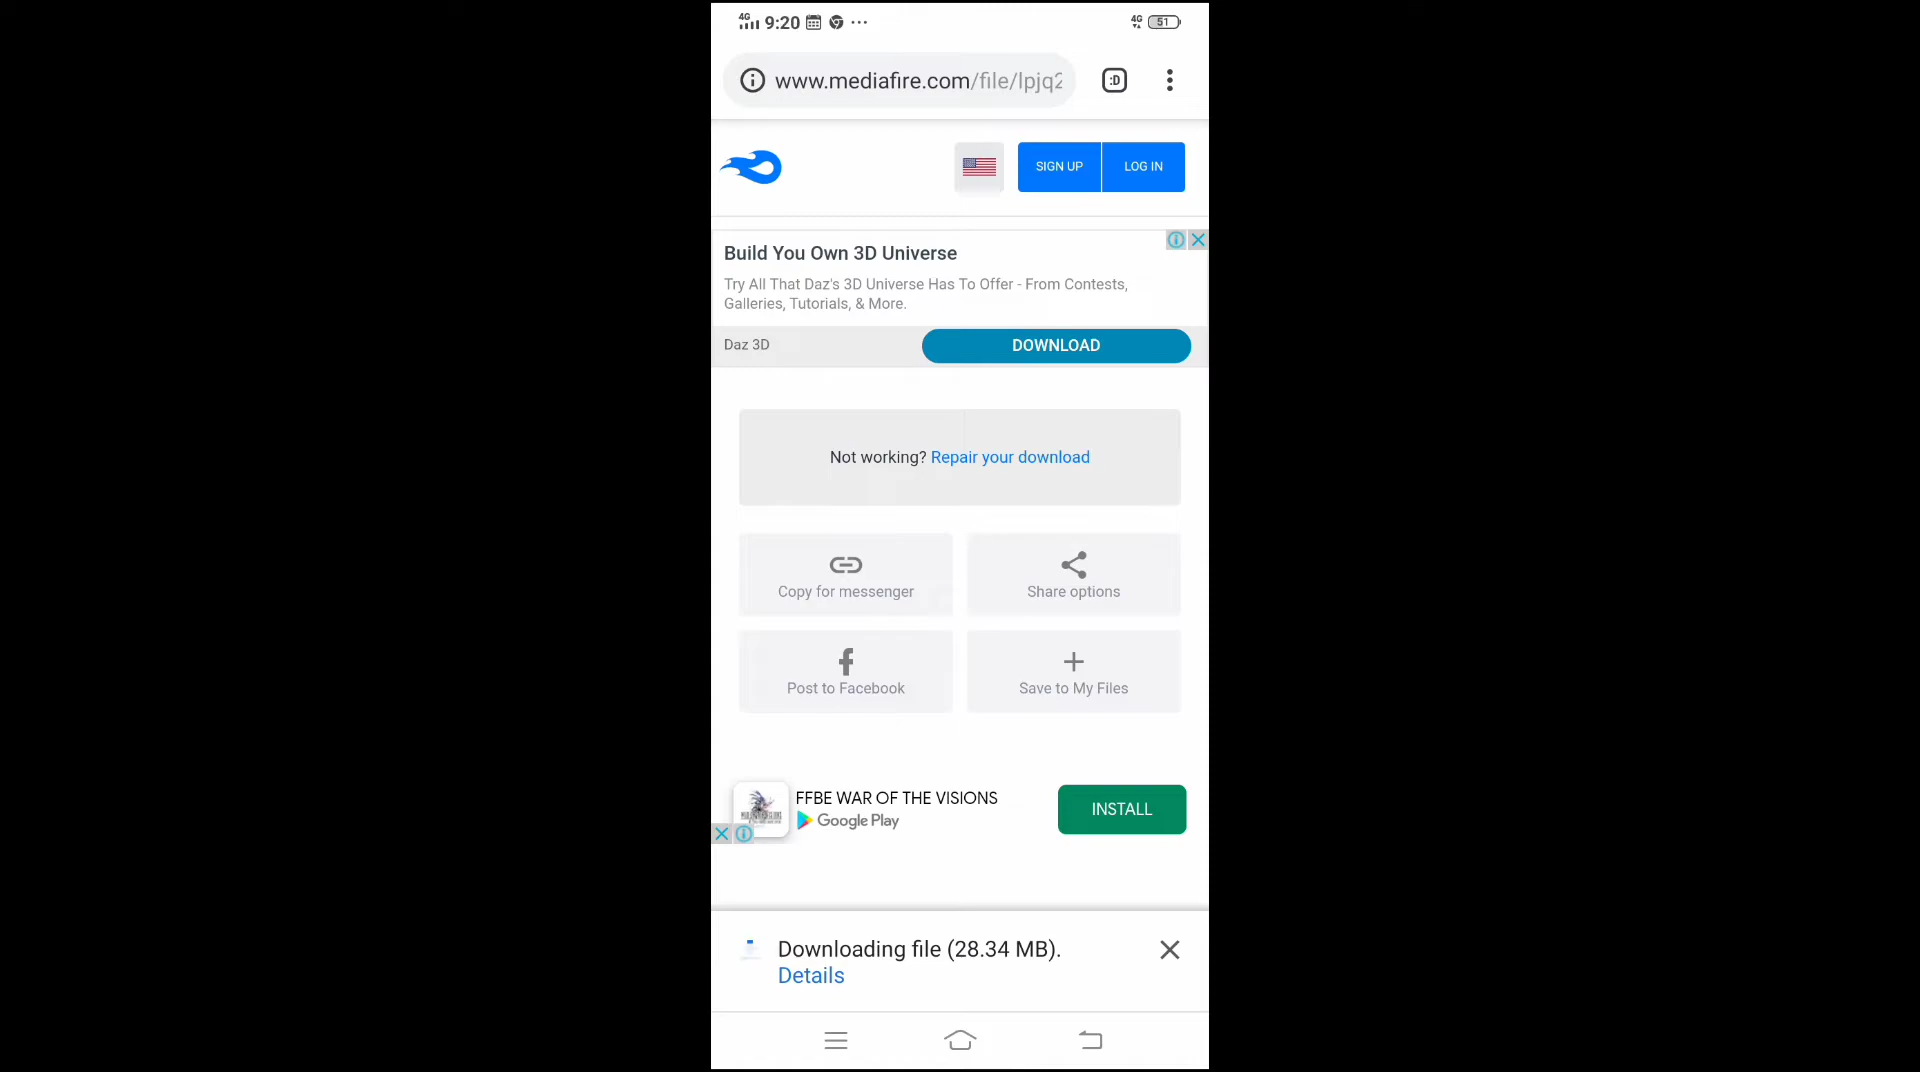 4G 9:20 4G 51
www.mediafire.com/file/lpjq2
:D
SIGN UP LOG IN
Build You Own 3D Universe
Try All That Daz's 3D Universe Has To Offer - From Contests,
Galleries, Tutorials, & More.
Daz 3D DOWNLOAD
Not working? Repair your download
Copy for messenger Share options
Post to Facebook Save to My Files
FFBE WAR OF THE VISIONS
Google Play
INSTALL
Downloading file (28.34 MB).
Details